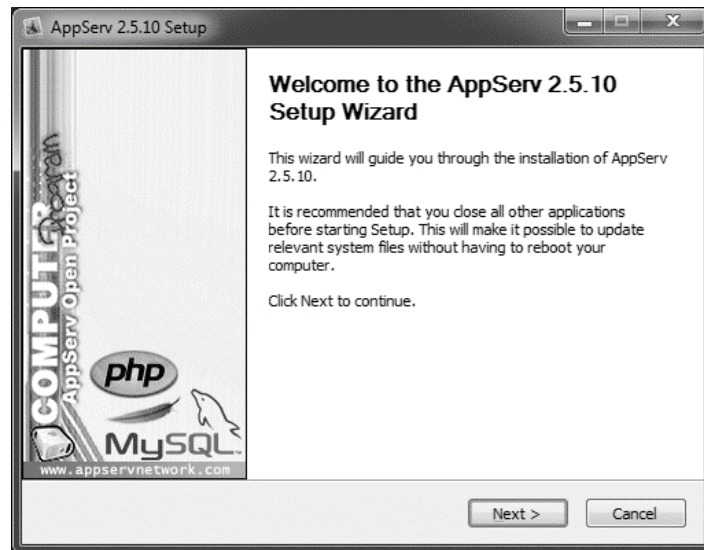 AppServ 2.5.10 Setup
COMPUTER
Program
AppServ Open Project
php
MySQL
www.appservnetwork.com
Welcome to the AppServ 2.5.10
Setup Wizard
This wizard will guide you through the installation of AppServ
2.5.10.
It is recommended that you close all other applications
before starting Setup. This will make it possible to update
relevant system files without having to reboot your
computer.
Click Next to continue.
Next >
Cancel